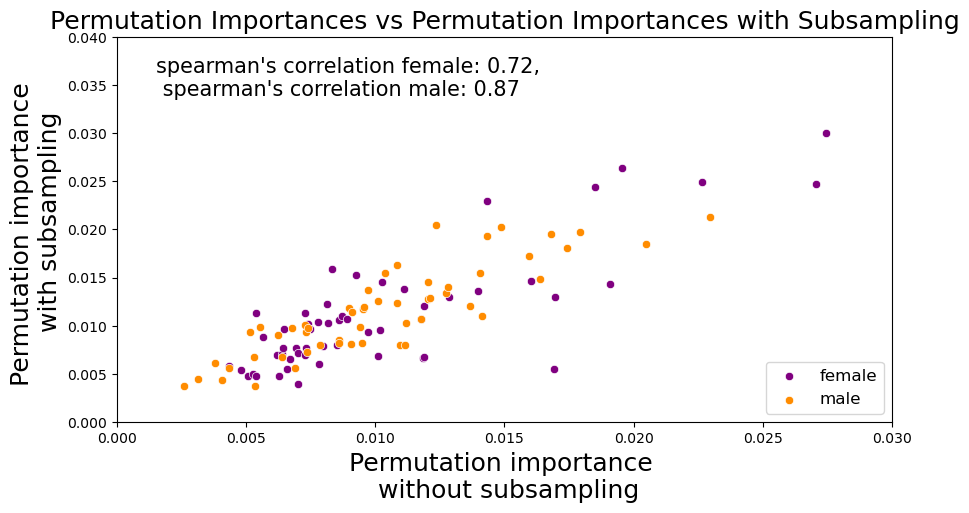 Permutation Importances vs Permutation Importances with Subsampling
spearman's correlation female: 0.72,
spearman's correlation male: 0.87
Permutation importance
with subsampling
0.040
0.035
0.030
0.025
0.020
0.015
0.010
0.005
0.000
0.000 0.005 0.010 0.015 0.020 0.025 0.030
female
male
Permutation importance
without subsampling